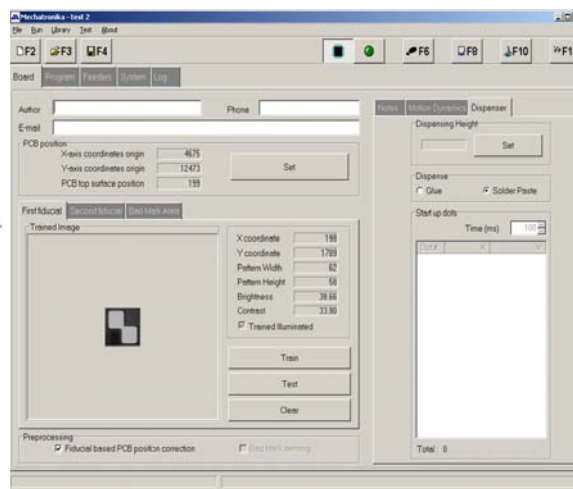 Mechatronika - test 2
File Run Library Test About
F2 F3 F4 F6 F8 F10 F1
Board Program Feeders System Log
Author Phone
E-mail
PCB position
X-axis coordinates origin 4675
Y-axis coordinates origin 12473
PCB top surface position 199
Set
First fiducial Second fiducial Bad Mark Area
Trained Image
X coordinate 198
Y coordinate 1789
Pattern Width 62
Pattern Height 58
Brightness 38.66
Contrast 33.90
Trained Illuminated
Train
Test
Clear
Preprocessing
Fiducial based PCB position correction
Bad Mark sensing
Notes Motion Dynamics Dispenser
Dispensing Height
Set
Dispense
Glue Solder Paste
Start up dots
Time (ms) 100
Dot# X Y
Total : 0